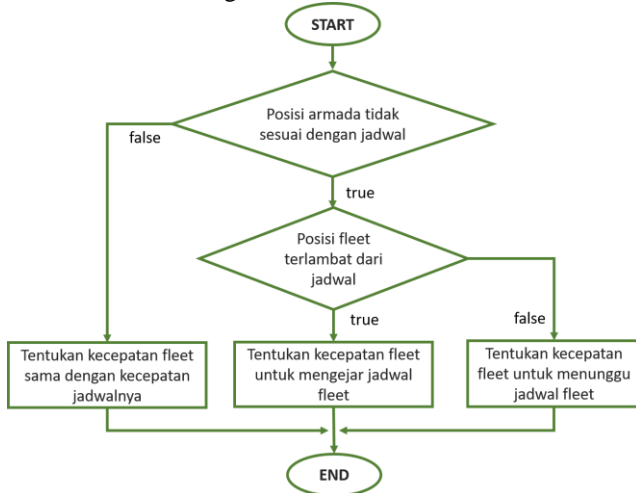 START
Posisi armada tidak
sesuai dengan jadwal
false
true
Posisi fleet
terlambat dari
jadwal
true
false
Tentukan kecepatan fleet
sama dengan kecepatan
jadwalnya
Tentukan kecepatan fleet
untuk mengejar jadwal
fleet
Tentukan kecepatan
fleet untuk menunggu
jadwal fleet
END